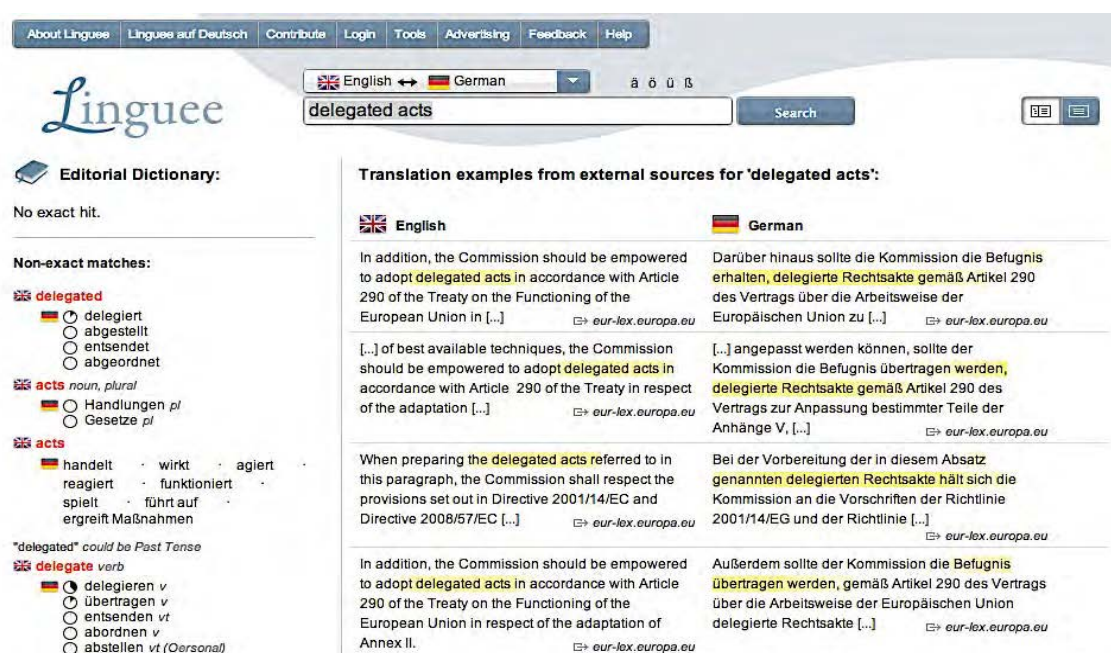 About Linguee Linguee auf Deutsch Contribute Login Tools Advertising Feedback Help
Linguee
English ↔ German
ä ö ü ß
delegated acts
Search
Editorial Dictionary:
No exact hit.
Non-exact matches:
delegated
delegiert
abgestellt
entsendet
abgeordnet
acts noun, plural
Handlungen pl
Gesetze pl
acts
handelt · wirkt · agiert ·
reagiert · funktioniert ·
spielt · führt auf ·
ergreift Maßnahmen
"delegated" could be Past Tense
delegate verb
delegieren v
übertragen v
entsenden vt
abordnen v
abstellen vt (Oersonal)
Translation examples from external sources for 'delegated acts':
English
German
In addition, the Commission should be empowered
to adopt delegated acts in accordance with Article
290 of the Treaty on the Functioning of the
European Union in [...]
eur-lex.europa.eu
Darüber hinaus sollte die Kommission die Befugnis
erhalten, delegierte Rechtsakte gemäß Artikel 290
des Vertrags über die Arbeitsweise der
Europäischen Union zu [...]
eur-lex.europa.eu
[...] of best available techniques, the Commission
should be empowered to adopt delegated acts in
accordance with Article 290 of the Treaty in respect
of the adaptation [...]
eur-lex.europa.eu
[...] angepasst werden können, sollte der
Kommission die Befugnis übertragen werden,
delegierte Rechtsakte gemäß Artikel 290 des
Vertrags zur Anpassung bestimmter Teile der
Anhänge V, [...]
eur-lex.europa.eu
When preparing the delegated acts referred to in
this paragraph, the Commission shall respect the
provisions set out in Directive 2001/14/EC and
Directive 2008/57/EC [...]
eur-lex.europa.eu
Bei der Vorbereitung der in diesem Absatz
genannten delegierten Rechtsakte hält sich die
Kommission an die Vorschriften der Richtlinie
2001/14/EG und der Richtlinie [...]
eur-lex.europa.eu
In addition, the Commission should be empowered
to adopt delegated acts in accordance with Article
290 of the Treaty on the Functioning of the
European Union in respect of the adaptation of
Annex II.
eur-lex.europa.eu
Außerdem sollte der Kommission die Befugnis
übertragen werden, gemäß Artikel 290 des Vertrags
über die Arbeitsweise der Europäischen Union
delegierte Rechtsakte [...]
eur-lex.europa.eu